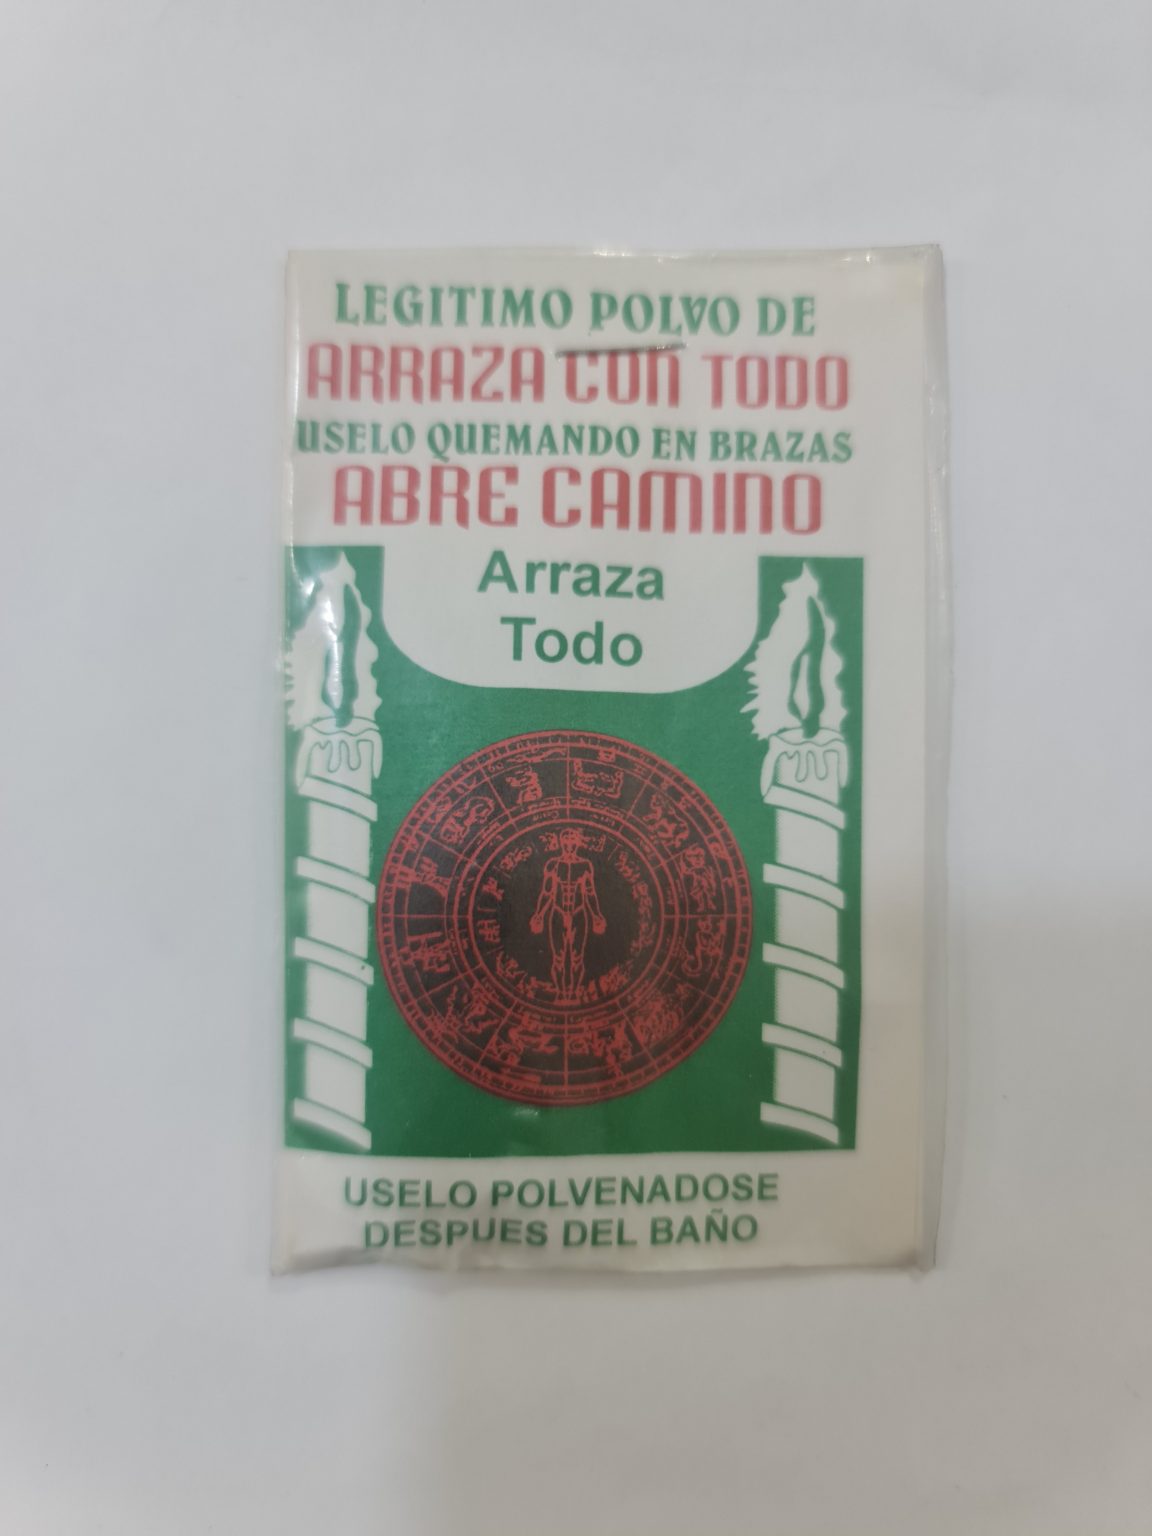 LEGITIMO POLVO DE
ARRAZA CON TODO
USELO QUEMANDO EN BRAZAS
ABRE CAMINO
Arraza
Todo
USELO POLVENADOSE
DESPUES DEL BAÑO